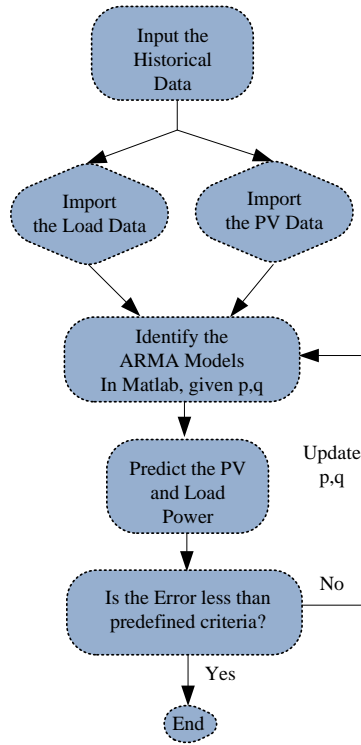 Input the
Historical
Data
Import
the Load Data
Import
the PV Data
Identify the
ARMA Models
In Matlab, given p,q
Update
p,q
Predict the PV
and Load
Power
Is the Error less than
predefined criteria?
No
Yes
End